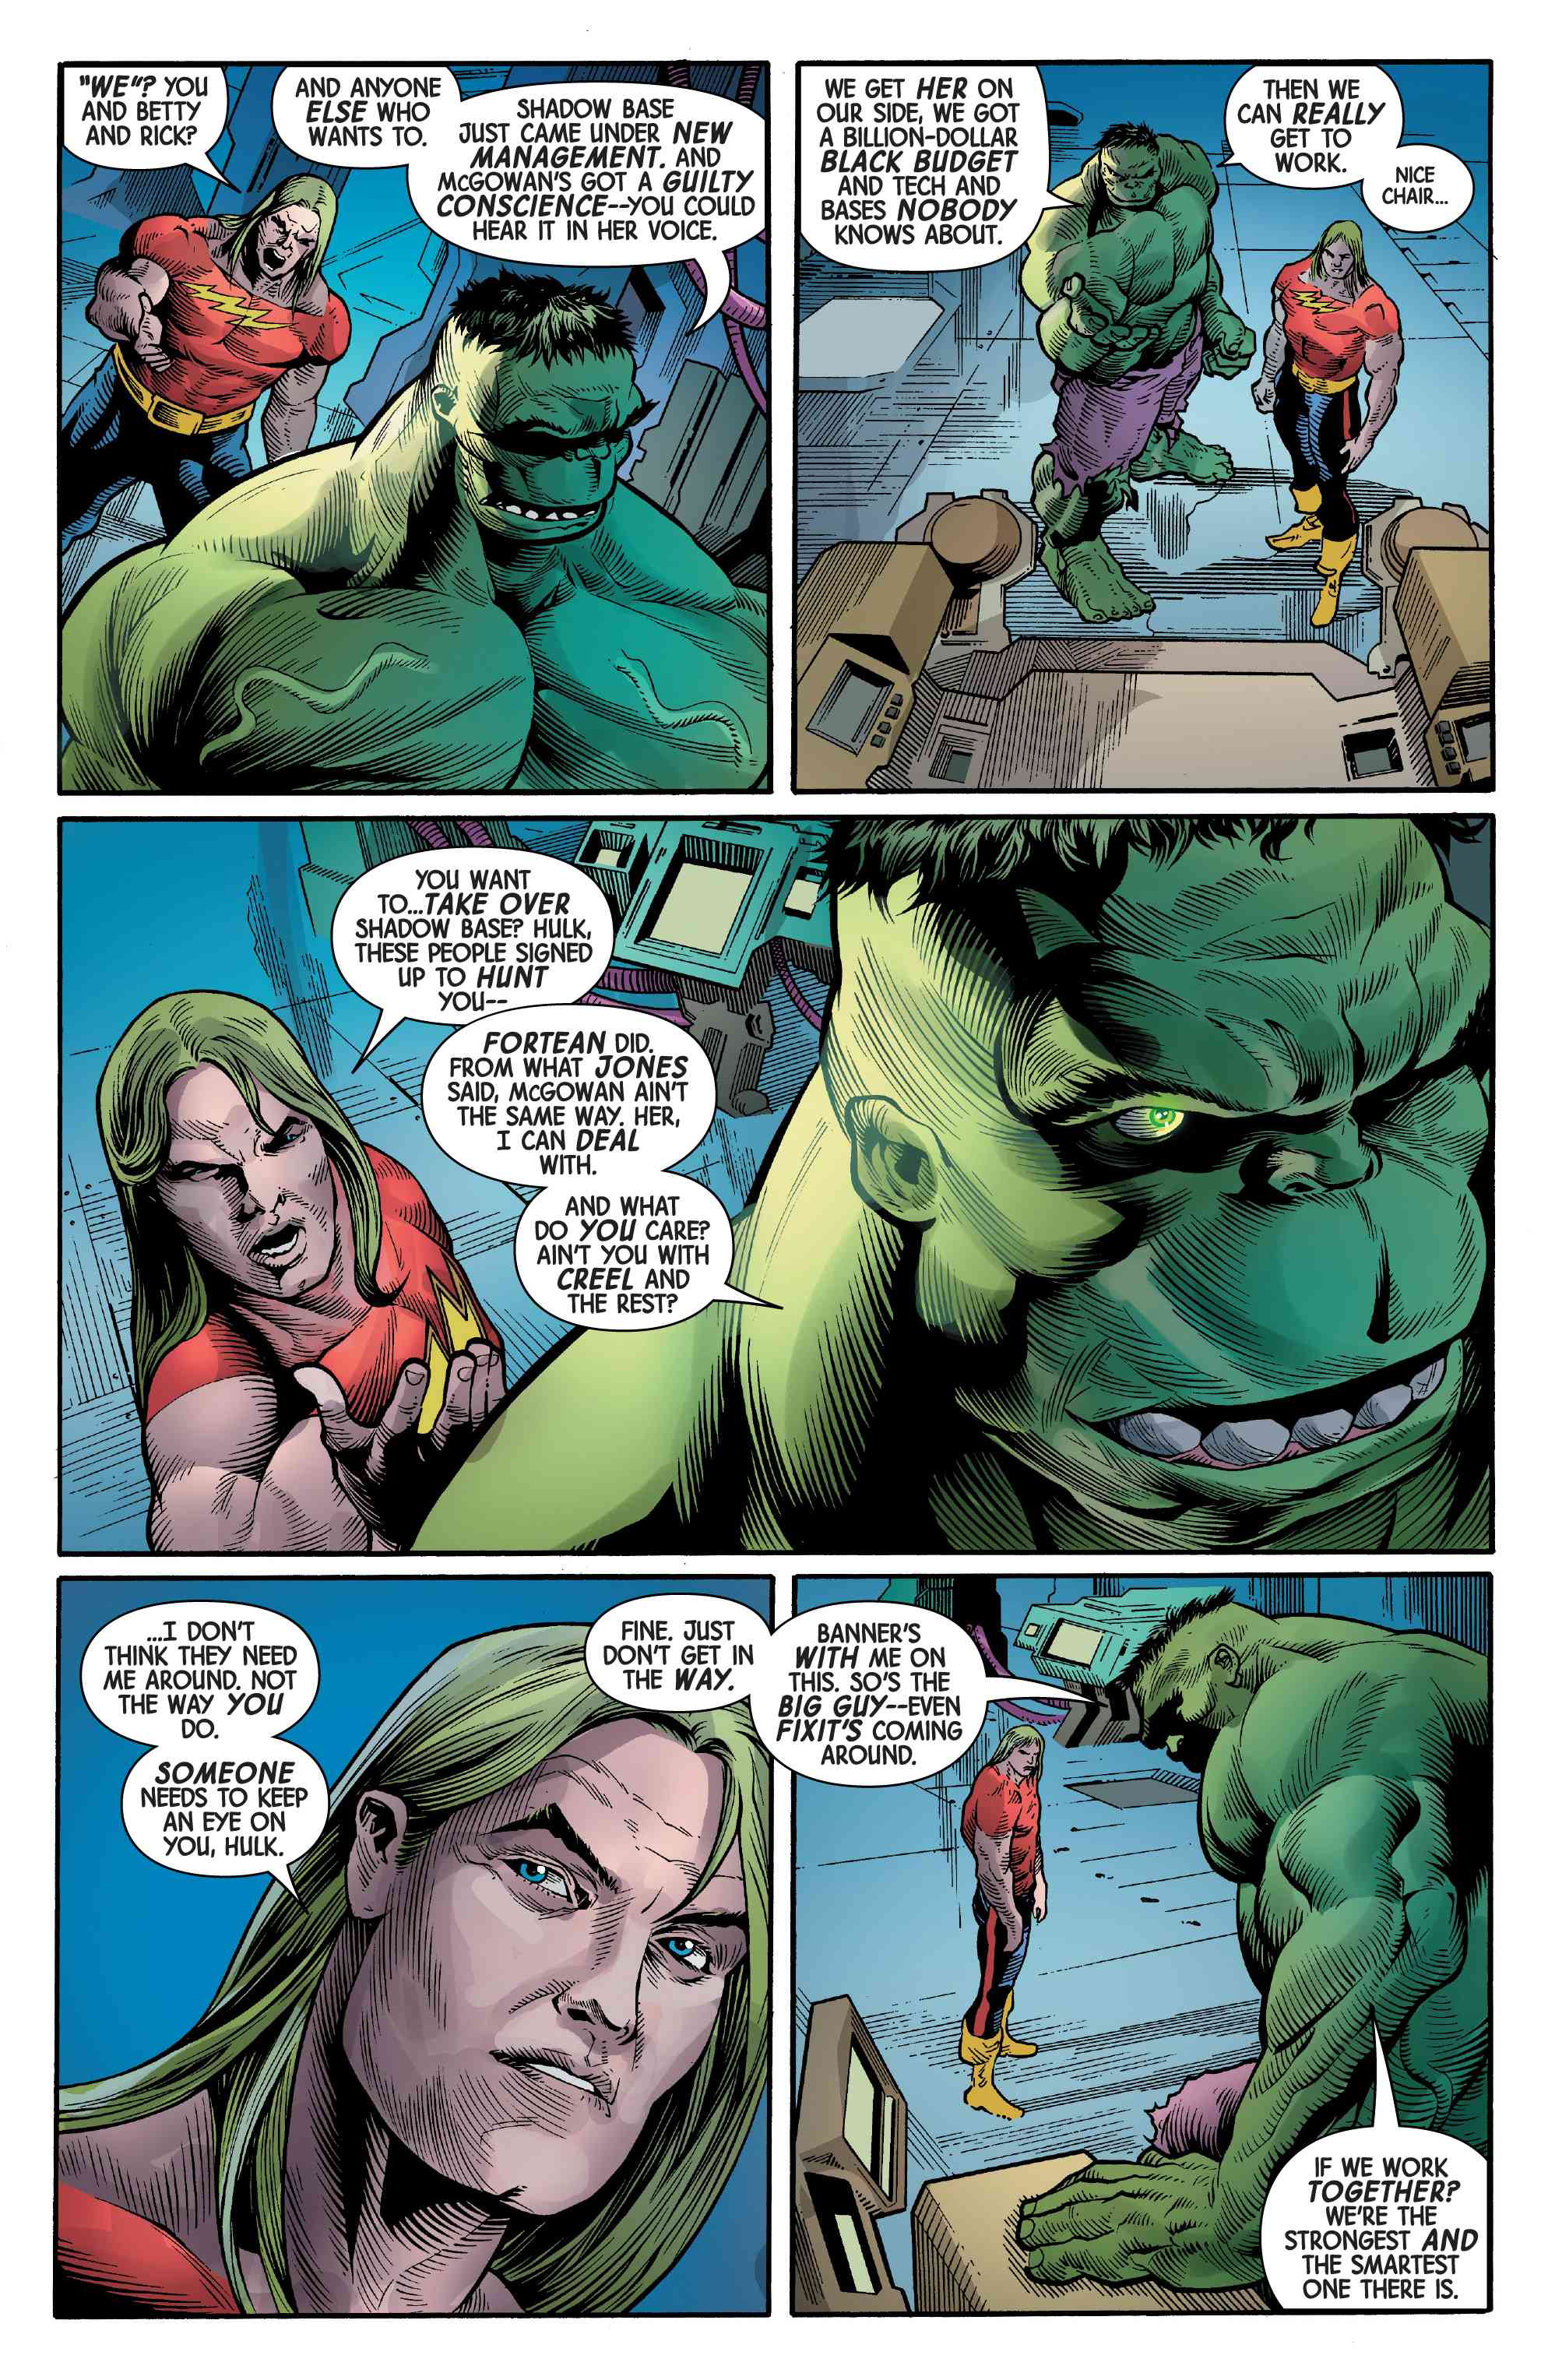 "WE"? YOU
AND BETTY
AND RICK?
AND ANYONE
ELSE WHO
WANTS TO.
SHADOW BASE
JUST CAME UNDER NEW
MANAGEMENT. AND
McGOWAN'S GOT A GUILTY
CONSCIENCE--YOU COULD
HEAR IT IN HER VOICE.
WE GET HER ON
OUR SIDE, WE GOT
A BILLION-DOLLAR
BLACK BUDGET
AND TECH AND
BASES NOBODY
KNOWS ABOUT.
THEN WE
CAN REALLY
GET TO
WORK.
NICE
CHAIR...
YOU WANT
TO...TAKE OVER
SHADOW BASE? HULK,
THESE PEOPLE SIGNED
UP TO HUNT
YOU--
FORTEAN DID.
FROM WHAT JONES
SAID, McGOWAN AIN'T
THE SAME WAY. HER,
I CAN DEAL
WITH.
AND WHAT
DO YOU CARE?
AIN'T YOU WITH
CREEL AND
THE REST?
...I DON'T
THINK THEY NEED
ME AROUND. NOT
THE WAY YOU
DO.
SOMEONE
NEEDS TO KEEP
AN EYE ON
YOU, HULK.
FINE. JUST
DON'T GET IN
THE WAY.
BANNER'S
WITH ME ON
THIS. SO'S THE
BIG GUY--EVEN
FIXIT'S COMING
AROUND.
IF WE WORK
TOGETHER?
WE'RE THE
STRONGEST AND
THE SMARTEST
ONE THERE IS.